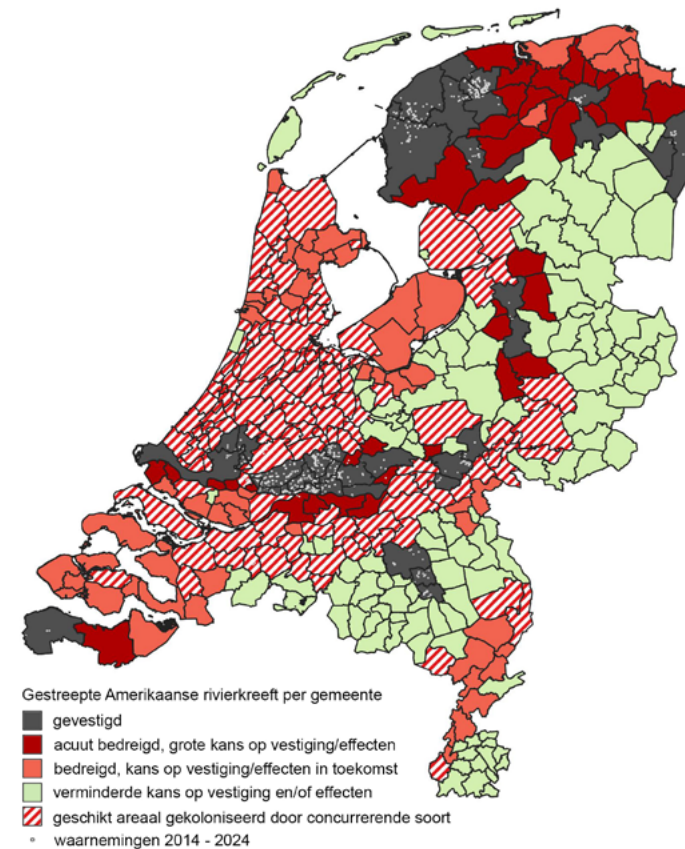 Gestreepte Amerikaanse rivierkreeft per gemeente
gevestigd
acuut bedreigd, grote kans op vestiging/effecten
bedreigd, kans op vestiging/effecten in toekomst
verminderde kans op vestiging en/of effecten
geschikt areaal gekoloniseerd door concurrerende soort
waarnemingen 2014 - 2024